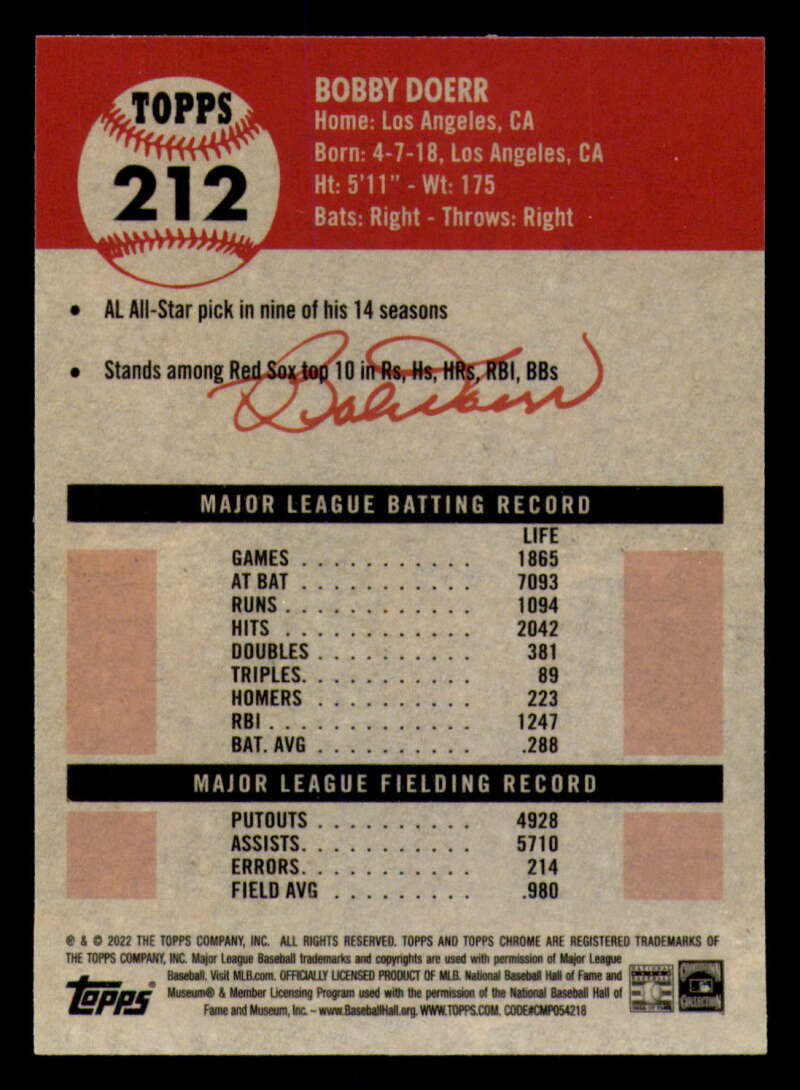 TOPPS
212
BOBBY DOERR
Home: Los Angeles, CA
Born: 4-7-18, Los Angeles, CA
Ht: 5'11" - Wt: 175
Bats: Right - Throws: Right
• AL All-Star pick in nine of his 14 seasons
• Stands among Red Sox top 10 in Rs, Hs, HRs, RBI, BBs
Bob Doerr
MAJOR LEAGUE BATTING RECORD
LIFE
GAMES . . . . . . . . . . . 1865
AT BAT . . . . . . . . . . . 7093
RUNS . . . . . . . . . . . 1094
HITS . . . . . . . . . . . 2042
DOUBLES . . . . . . . . . . 381
TRIPLES. . . . . . . . . . . 89
HOMERS . . . . . . . . . . 223
RBI . . . . . . . . . . . . 1247
BAT. AVG . . . . . . . . . . .288
MAJOR LEAGUE FIELDING RECORD
PUTOUTS . . . . . . . . . . 4928
ASSISTS. . . . . . . . . . . 5710
ERRORS. . . . . . . . . . . 214
FIELD AVG . . . . . . . . . .980
® & © 2022 THE TOPPS COMPANY, INC. ALL RIGHTS RESERVED. TOPPS AND TOPPS CHROME ARE REGISTERED TRADEMARKS OF
THE TOPPS COMPANY, INC. Major League Baseball trademarks and copyrights are used with permission of Major League
Baseball. Visit MLB.com. OFFICIALLY LICENSED PRODUCT OF MLB. National Baseball Hall of Fame and
Museum® & Member Licensing Program used with the permission of the National Baseball Hall of
Fame and Museum, Inc. – www.BaseballHall.org. WWW.TOPPS.COM. CODE#CMP054218
topps®
COOPERSTOWN
COLLECTION